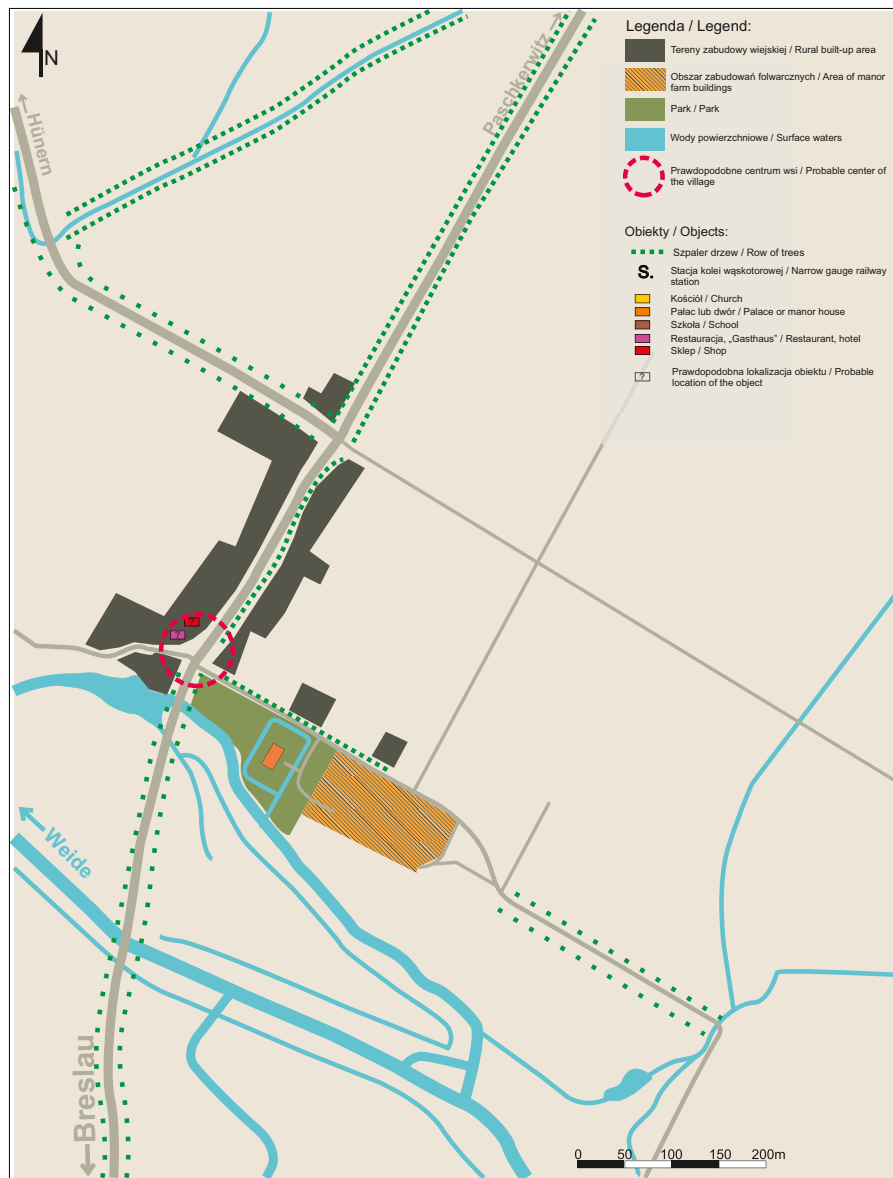 N
Hünern
Paschkerwitz
Legenda / Legend:
Tereny zabudowy wiejskiej / Rural built-up area
Obszar zabudowań folwarcznych / Area of manor
farm buildings
Park / Park
Wody powierzchniowe / Surface waters
Prawdopodobne centrum wsi / Probable center of
the village
Obiekty / Objects:
Szpaler drzew / Row of trees
S. Stacja kolei wąskotorowej / Narrow gauge railway
station
Kościół / Church
Pałac lub dwór / Palace or manor house
Szkoła / School
Restauracja, „Gasthaus” / Restaurant, hotel
Sklep / Shop
? Prawdopodobna lokalizacja obiektu / Probable
location of the object
?
?
Weide
Breslau
0 50 100 150 200m